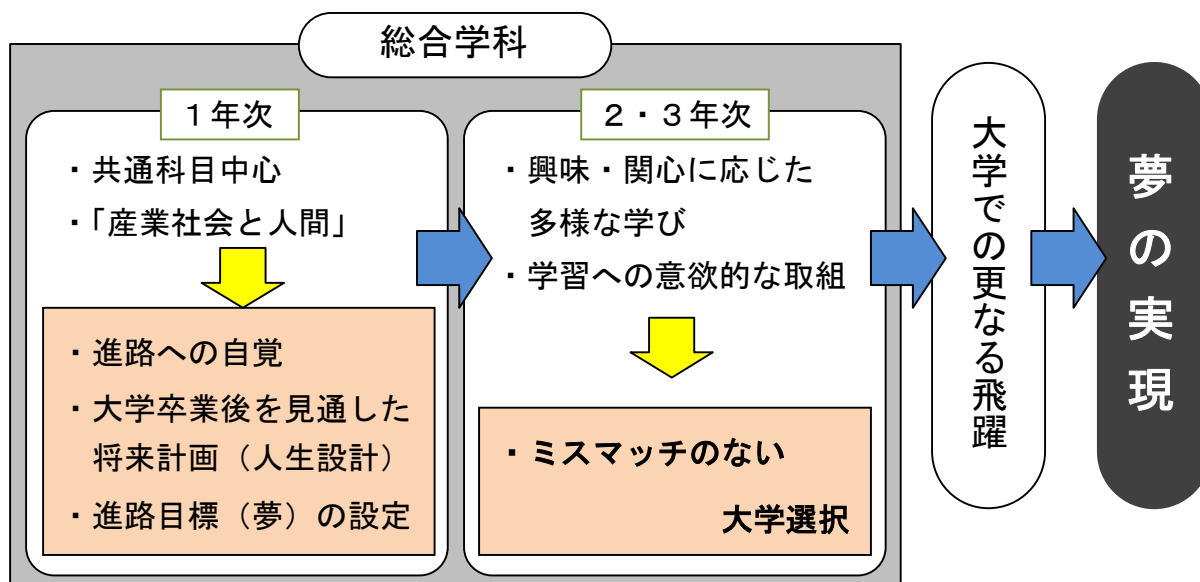 総合学科
１年次
・共通科目中心
・「産業社会と人間」
・進路への自覚
・大学卒業後を見通した
将来計画（人生設計）
・進路目標（夢）の設定
２・３年次
・興味・関心に応じた
多様な学び
・学習への意欲的な取組
・ミスマッチのない
大学選択
大学での更なる飛躍
夢の実現